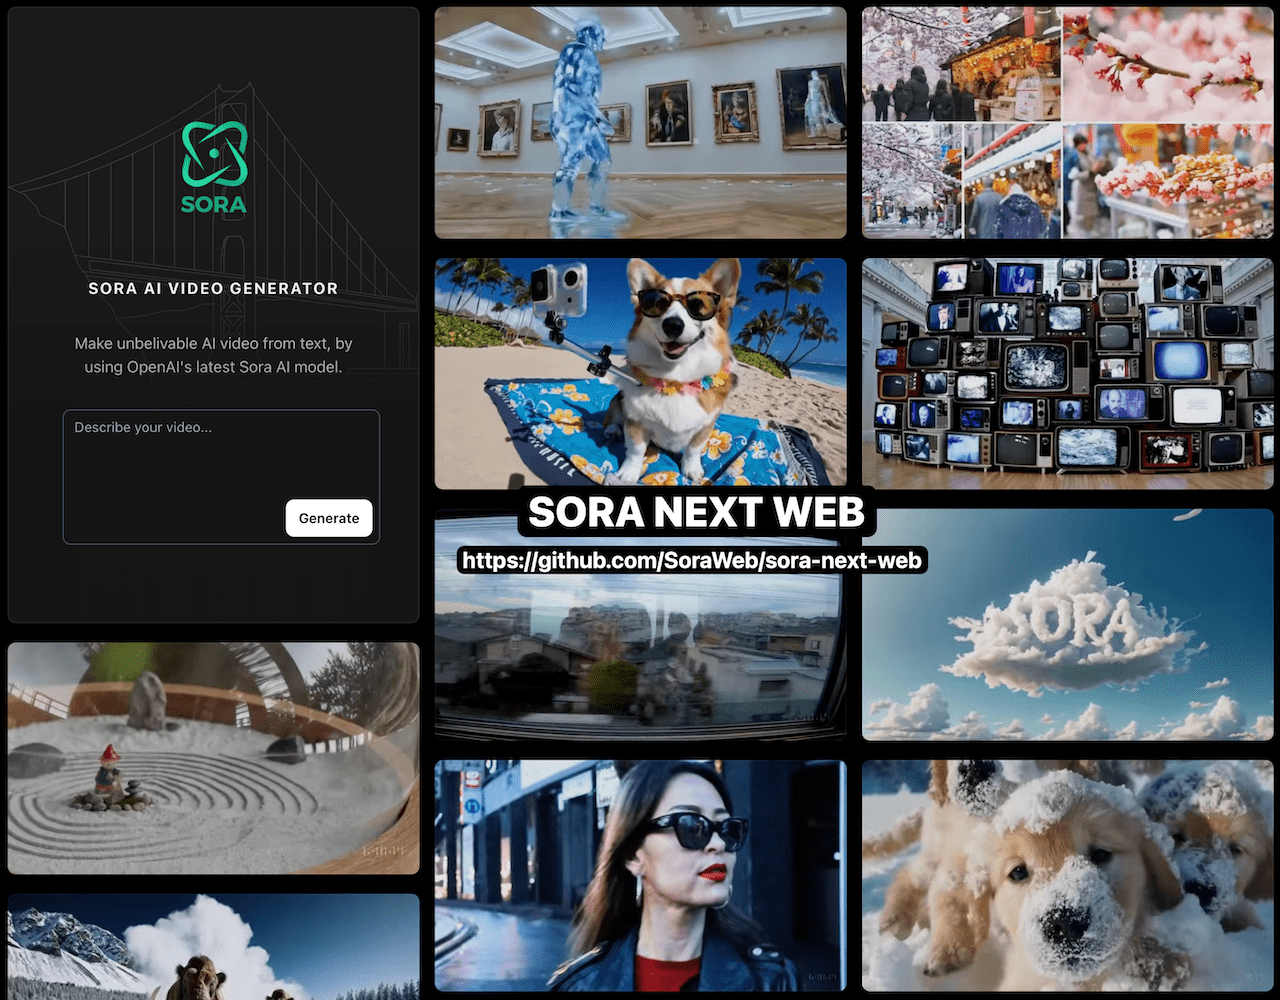 SORA
SORA AI VIDEO GENERATOR
Make unbelivable AI video from text, by
using OpenAI's latest Sora AI model.
Describe your video...
Generate
SORA NEXT WEB
https://github.com/SoraWeb/sora-next-web
SORA